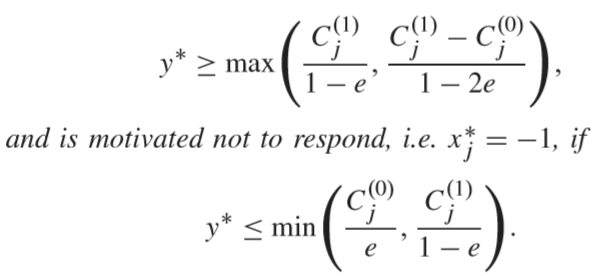 y* ≥ max( C_j^{(1)} / (1 − e), (C_j^{(1)} − C_j^{(0)}) / (1 − 2e) ),
and is motivated not to respond, i.e. x_j^* = −1, if
y* ≤ min( C_j^{(0)} / e, C_j^{(1)} / (1 − e) ).